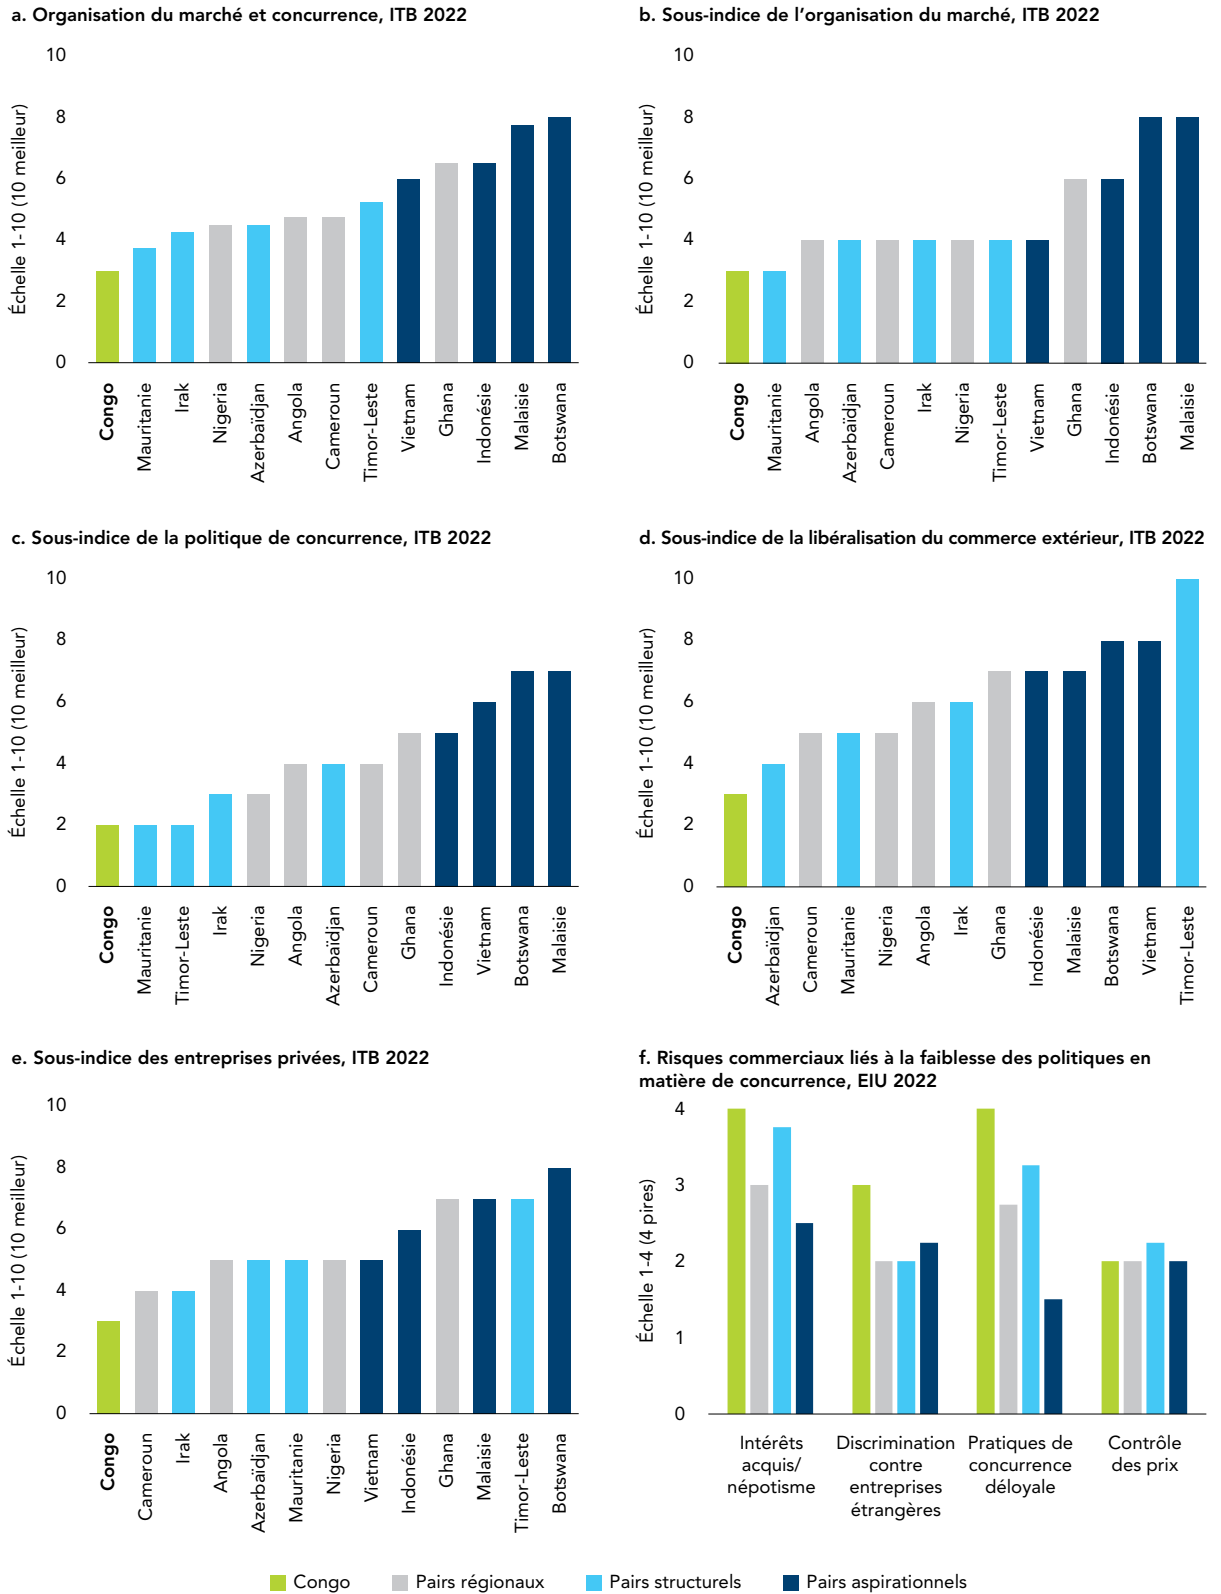 a. Organisation du marché et concurrence, ITB 2022
Échelle 1-10 (10 meilleur)
10
8
6
4
2
0
Congo
Mauritanie
Irak
Nigeria
Azerbaïdjan
Angola
Cameroun
Timor-Leste
Vietnam
Ghana
Indonésie
Malaisie
Botswana
b. Sous-indice de l’organisation du marché, ITB 2022
Échelle 1-10 (10 meilleur)
10
8
6
4
2
0
Congo
Mauritanie
Angola
Azerbaïdjan
Cameroun
Irak
Nigeria
Timor-Leste
Vietnam
Ghana
Indonésie
Botswana
Malaisie
c. Sous-indice de la politique de concurrence, ITB 2022
Échelle 1-10 (10 meilleur)
10
8
6
4
2
0
Congo
Mauritanie
Timor-Leste
Irak
Nigeria
Angola
Azerbaïdjan
Cameroun
Ghana
Indonésie
Vietnam
Botswana
Malaisie
d. Sous-indice de la libéralisation du commerce extérieur, ITB 2022
Échelle 1-10 (10 meilleur)
10
8
6
4
2
0
Congo
Azerbaïdjan
Cameroun
Mauritanie
Nigeria
Angola
Irak
Ghana
Indonésie
Malaisie
Botswana
Vietnam
Timor-Leste
e. Sous-indice des entreprises privées, ITB 2022
Échelle 1-10 (10 meilleur)
10
8
6
4
2
0
Congo
Cameroun
Irak
Angola
Azerbaïdjan
Mauritanie
Nigeria
Vietnam
Indonésie
Ghana
Malaisie
Timor-Leste
Botswana
f. Risques commerciaux liés à la faiblesse des politiques en
matière de concurrence, EIU 2022
Échelle 1-4 (4 pires)
4
3
2
1
0
Intérêts
acquis/
népotisme
Discrimination
contre
entreprises
étrangères
Pratiques de
concurrence
déloyale
Contrôle
des prix
Congo
Pairs régionaux
Pairs structurels
Pairs aspirationnels